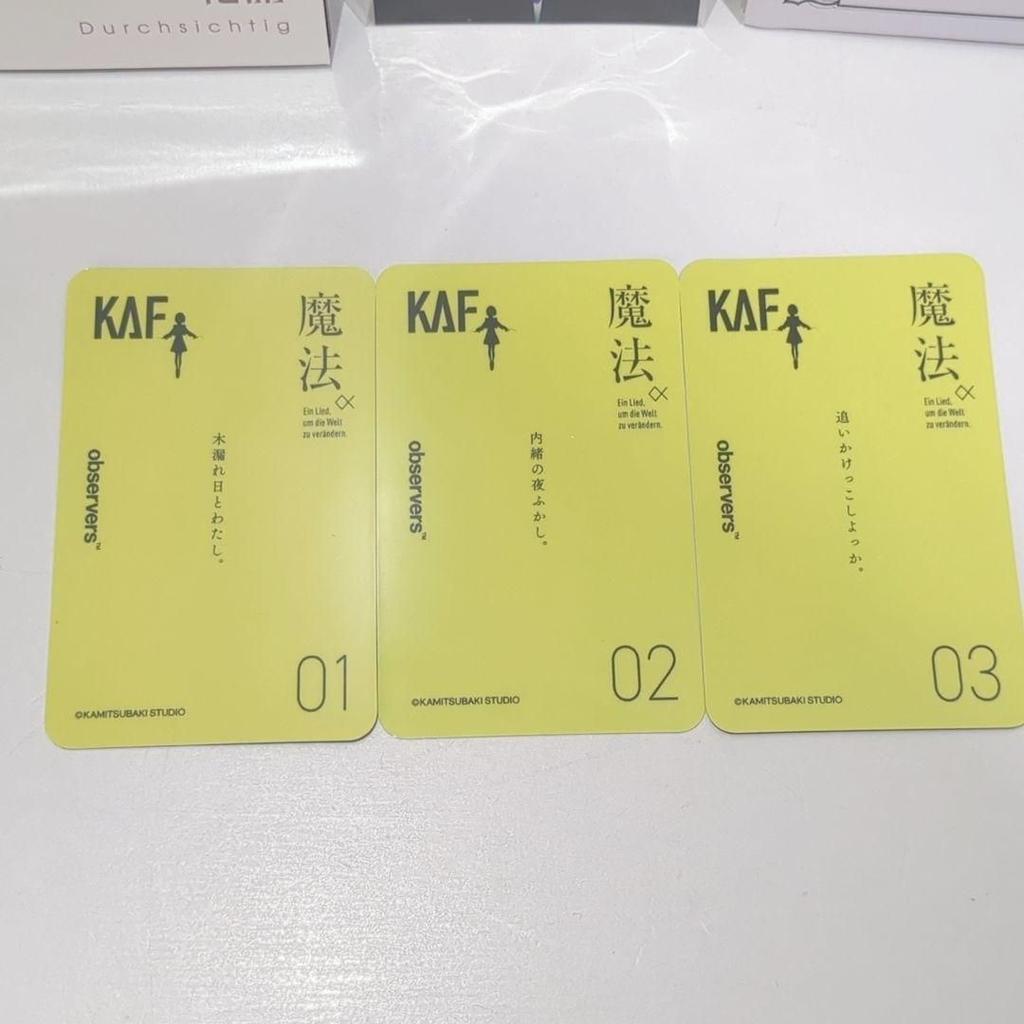 Durchsichtig
KAF
魔法
Ein Lied,
um die Welt
zu verändern.
observers™
木漏れ日とわたし。
01
©KAMITSUBAKI STUDIO
KAF
魔法
Ein Lied,
um die Welt
zu verändern.
observers™
内緒の夜ふかし。
02
©KAMITSUBAKI STUDIO
KAF
魔法
Ein Lied,
um die Welt
zu verändern.
observers™
追いかけっこしよっか。
03
©KAMITSUBAKI STUDIO